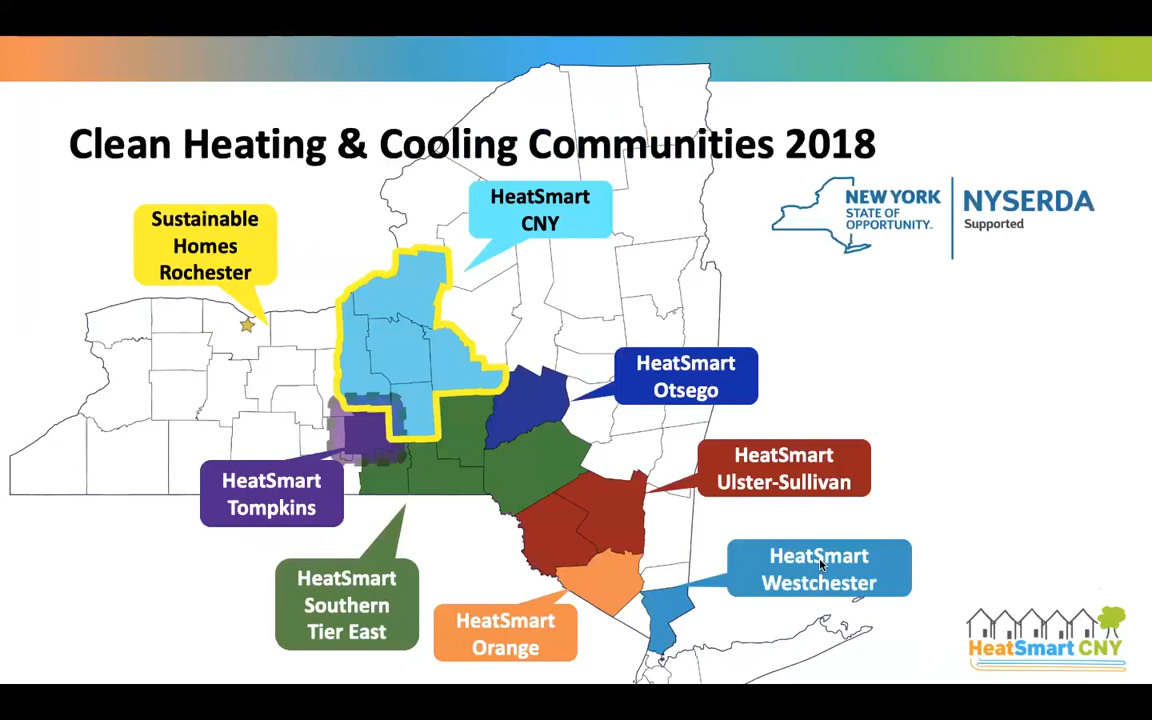 Clean Heating & Cooling Communities 2018
HeatSmart
CNY
NEW YORK
STATE OF
OPPORTUNITY.
NYSERDA
Supported
Sustainable
Homes
Rochester
HeatSmart
Otsego
HeatSmart
Ulster-Sullivan
HeatSmart
Tompkins
HeatSmart
Westchester
HeatSmart
Southern
Tier East
HeatSmart
Orange
HeatSmart CNY